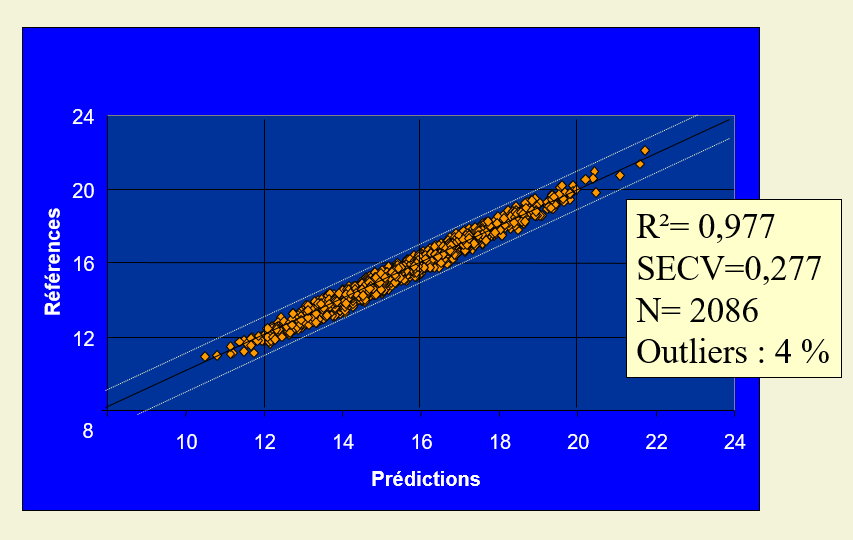 24
20
16
12
8
Références
10 12 14 16 18 20 22 24
Prédictions
R²= 0,977
SECV=0,277
N= 2086
Outliers : 4 %